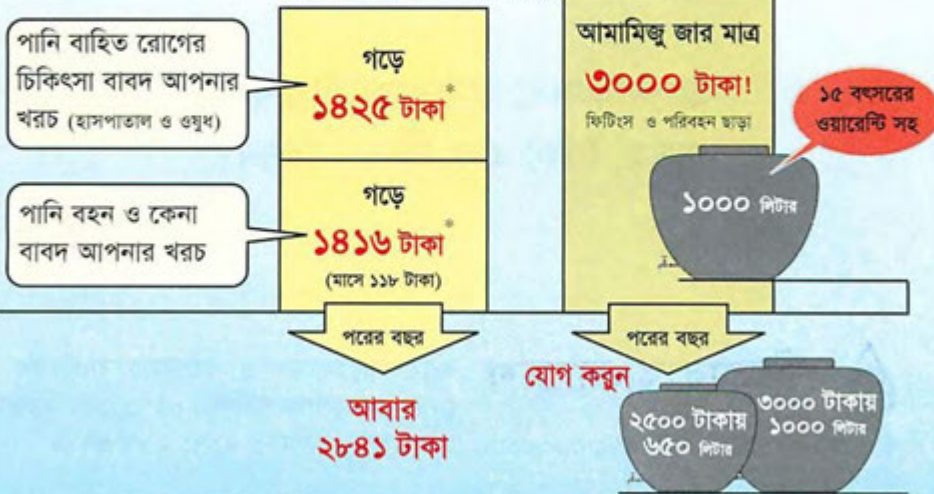 পানি বাহিত রোগের
চিকিৎসা বাবদ আপনার
খরচ (হাসপাতাল ও ওষুধ)
গড়ে
১৪২৫ টাকা*
পানি বহন ও কেনা
বাবদ আপনার খরচ
গড়ে
১৪১৬ টাকা*
(মাসে ১১৮ টাকা)
পরের বছর
আবার
২৮৪১ টাকা
আমামিজু জার মাত্র
৩০০০ টাকা!
ফিটিংস ও পরিবহন ছাড়া
১৫ বৎসরের
ওয়ারেন্টি সহ
১০০০ লিটার
পরের বছর
যোগ করুন
২৫০০ টাকায়
৬৫০ লিটার
৩০০০ টাকায়
১০০০ লিটার